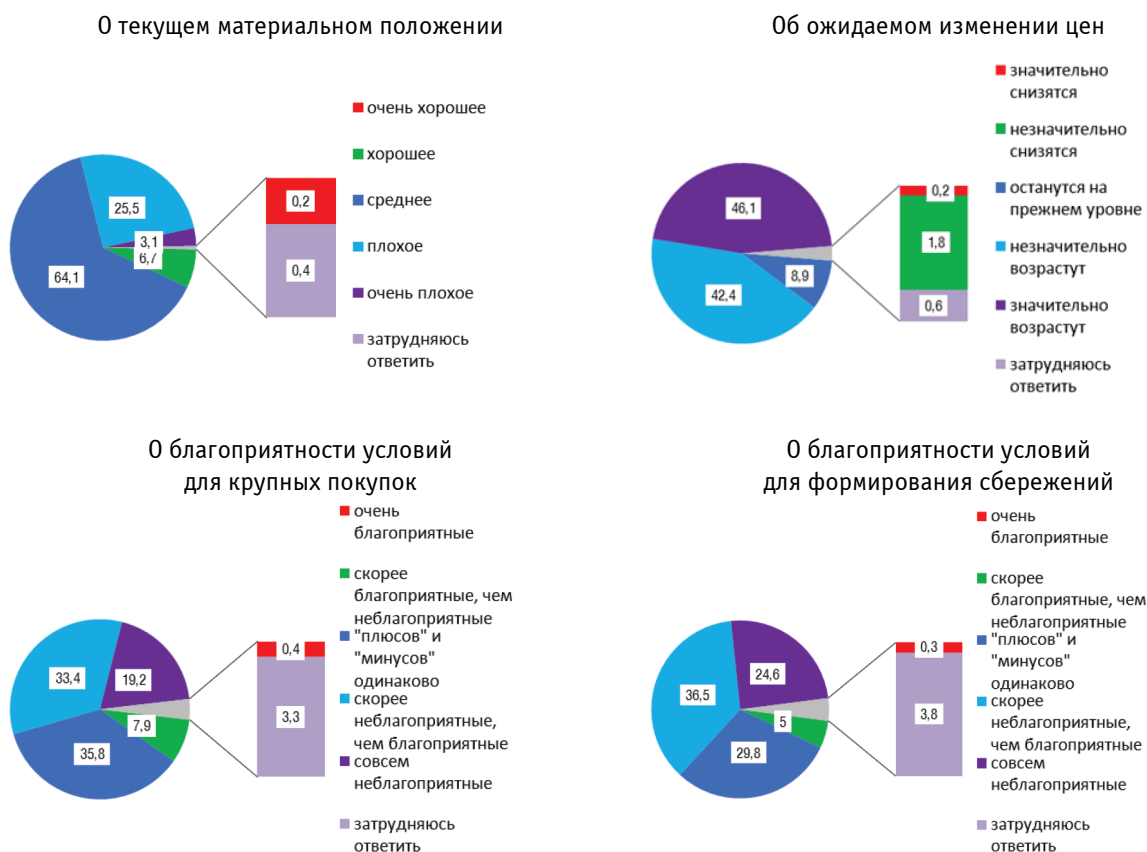 О текущем материальном положении
25,5
3,1
6,7
64,1
0,2
0,4
очень хорошее
хорошее
среднее
плохое
очень плохое
затрудняюсь
ответить
Об ожидаемом изменении цен
46,1
8,9
42,4
0,2
1,8
0,6
значительно
снизятся
незначительно
снизятся
останутся на
прежнем уровне
незначительно
возрастут
значительно
возрастут
затрудняюсь
ответить
О благоприятности условий
для крупных покупок
33,4
19,2
7,9
35,8
0,4
3,3
очень
благоприятные
скорее
благоприятные, чем
неблагоприятные
"плюсов" и
"минусов"
одинаково
скорее
неблагоприятные,
чем благоприятные
совсем
неблагоприятные
затрудняюсь
ответить
О благоприятности условий
для формирования сбережений
36,5
24,6
5
29,8
0,3
3,8
очень
благоприятные
скорее
благоприятные, чем
неблагоприятные
"плюсов" и
"минусов"
одинаково
скорее
неблагоприятные,
чем благоприятные
совсем
неблагоприятные
затрудняюсь
ответить